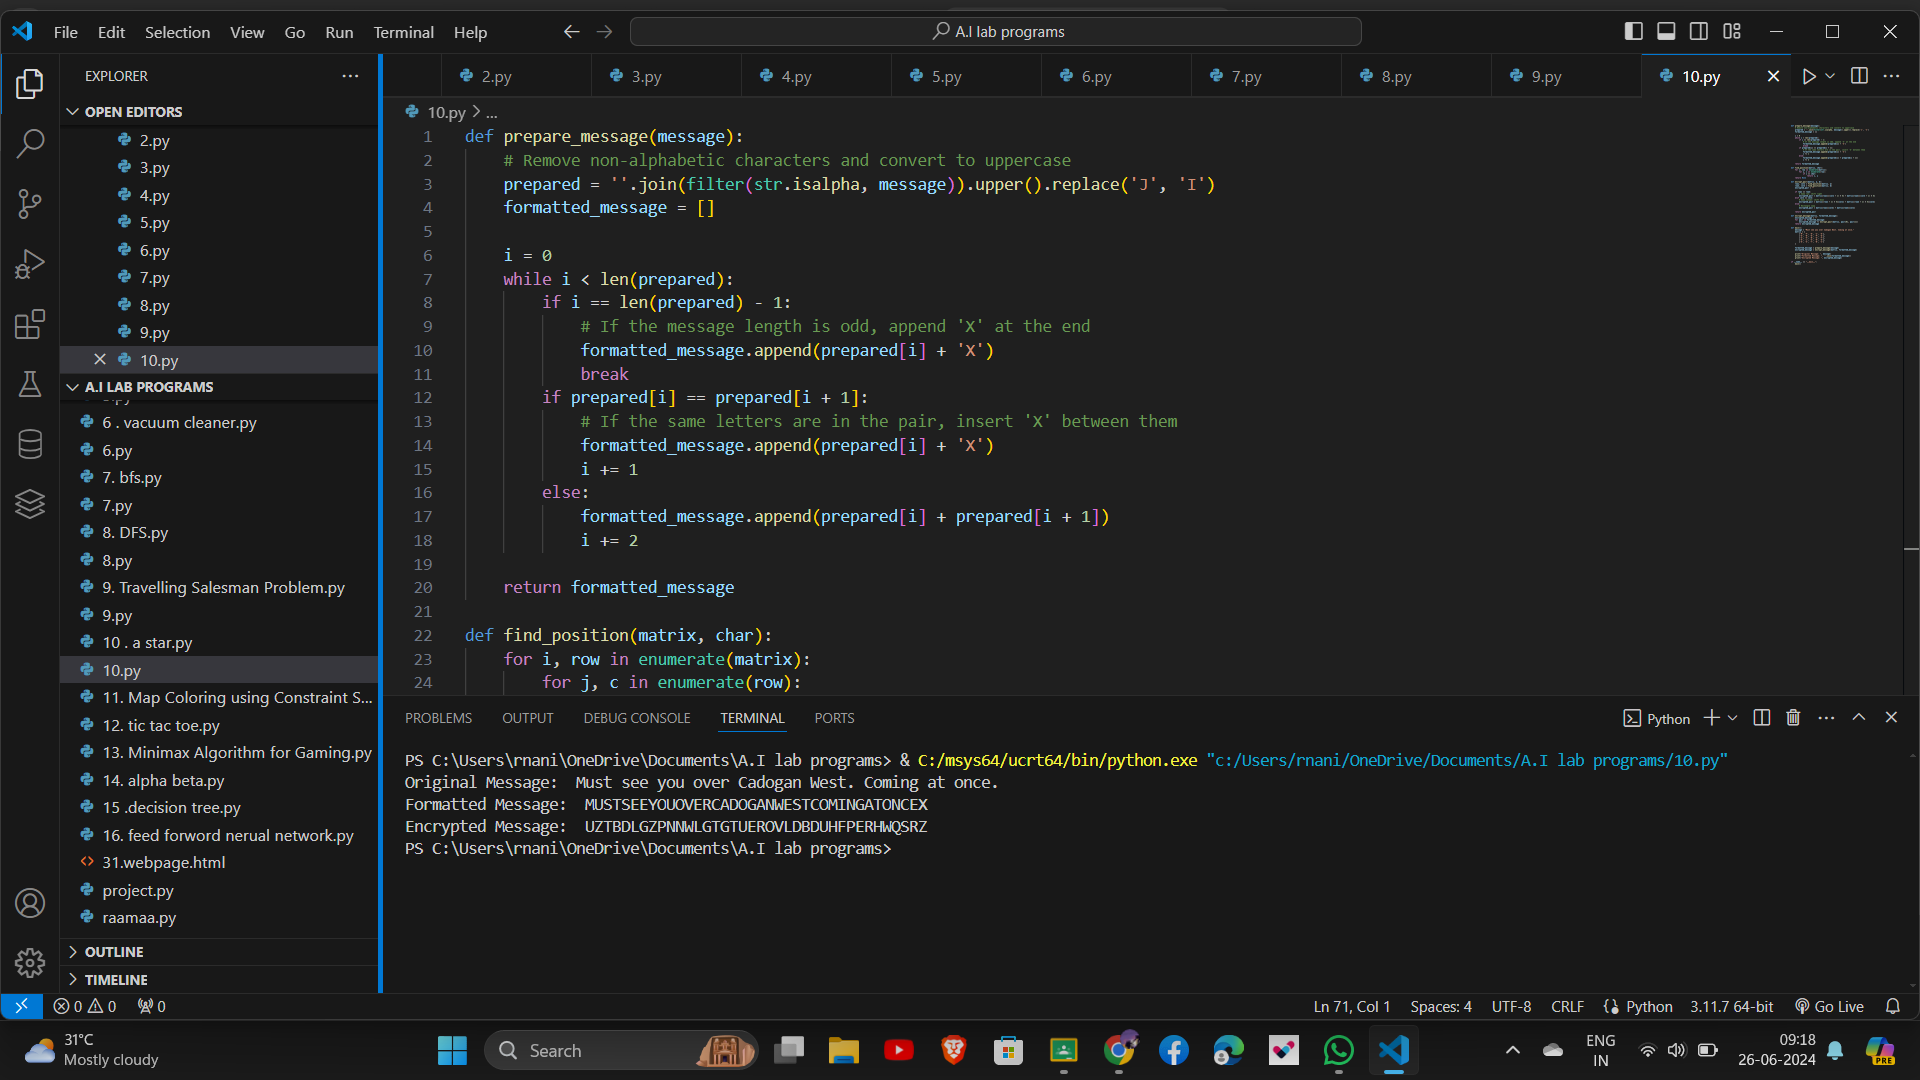 File Edit Selection View Go Run Terminal Help
A.I lab programs
EXPLORER
OPEN EDITORS
2.py
3.py
4.py
5.py
6.py
7.py
8.py
9.py
10.py
A.I LAB PROGRAMS
6 . vacuum cleaner.py
6.py
7. bfs.py
7.py
8. DFS.py
8.py
9. Travelling Salesman Problem.py
9.py
10 . a star.py
10.py
11. Map Coloring using Constraint S...
12. tic tac toe.py
13. Minimax Algorithm for Gaming.py
14. alpha beta.py
15 .decision tree.py
16. feed forword nerual network.py
31.webpage.html
project.py
raamaa.py
OUTLINE
TIMELINE
2.py 3.py 4.py 5.py 6.py 7.py 8.py 9.py 10.py
10.py > ...
1 def prepare_message(message):
2 # Remove non-alphabetic characters and convert to uppercase
3 prepared = ''.join(filter(str.isalpha, message)).upper().replace('J', 'I')
4 formatted_message = []
5
6 i = 0
7 while i < len(prepared):
8 if i == len(prepared) - 1:
9 # If the message length is odd, append 'X' at the end
10 formatted_message.append(prepared[i] + 'X')
11 break
12 if prepared[i] == prepared[i + 1]:
13 # If the same letters are in the pair, insert 'X' between them
14 formatted_message.append(prepared[i] + 'X')
15 i += 1
16 else:
17 formatted_message.append(prepared[i] + prepared[i + 1])
18 i += 2
19
20 return formatted_message
21
22 def find_position(matrix, char):
23 for i, row in enumerate(matrix):
24 for j, c in enumerate(row):
PROBLEMS OUTPUT DEBUG CONSOLE TERMINAL PORTS
Python
PS C:\Users\rnani\OneDrive\Documents\A.I lab programs> & C:/msys64/ucrt64/bin/python.exe "c:/Users/rnani/OneDrive/Documents/A.I lab programs/10.py"
Original Message:  Must see you over Cadogan West. Coming at once.
Formatted Message:  MUSTSEEYOUOVERCADOGANWESTCOMINGATONCEX
Encrypted Message:  UZTBDLGZPNNWLGTGTUEROVLDBDUHFPERHWQSRZ
PS C:\Users\rnani\OneDrive\Documents\A.I lab programs>
0 0 0
Ln 71, Col 1 Spaces: 4 UTF-8 CRLF Python 3.11.7 64-bit Go Live
31°C
Mostly cloudy
Search
ENG
IN
09:18
26-06-2024
PRE